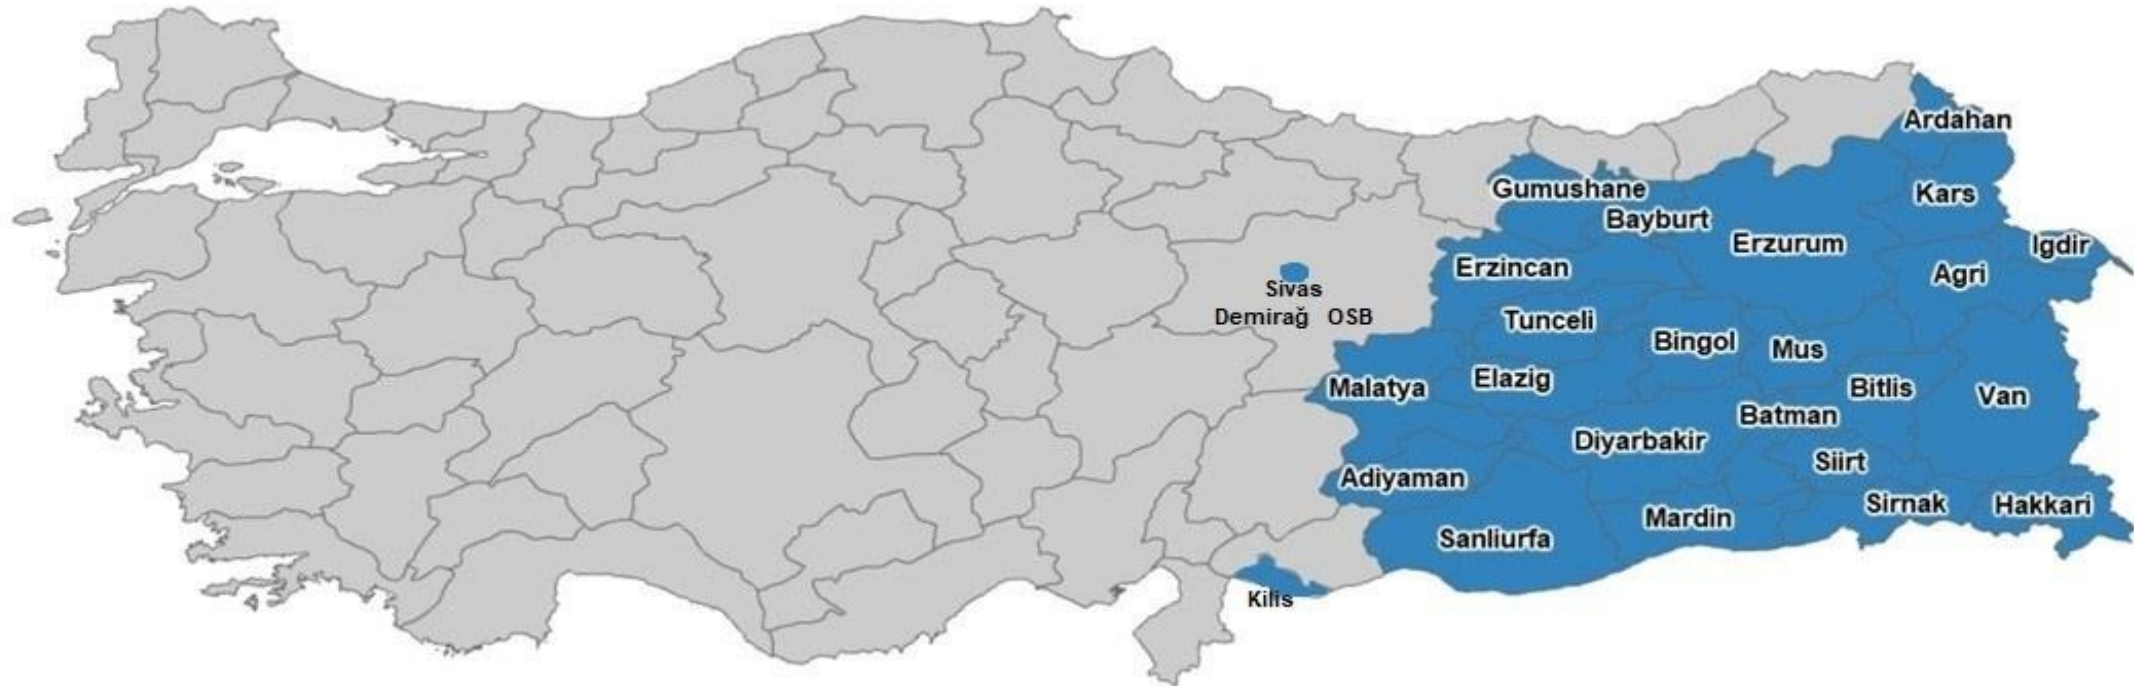 Ardahan
Gumushane
Kars
Bayburt
Erzurum
Igdir
Erzincan
Agri
Sivas
Demirağ OSB
Tunceli
Bingol
Mus
Malatya
Elazig
Bitlis
Van
Batman
Diyarbakir
Siirt
Adiyaman
Sirnak
Hakkari
Mardin
Sanliurfa
Kilis